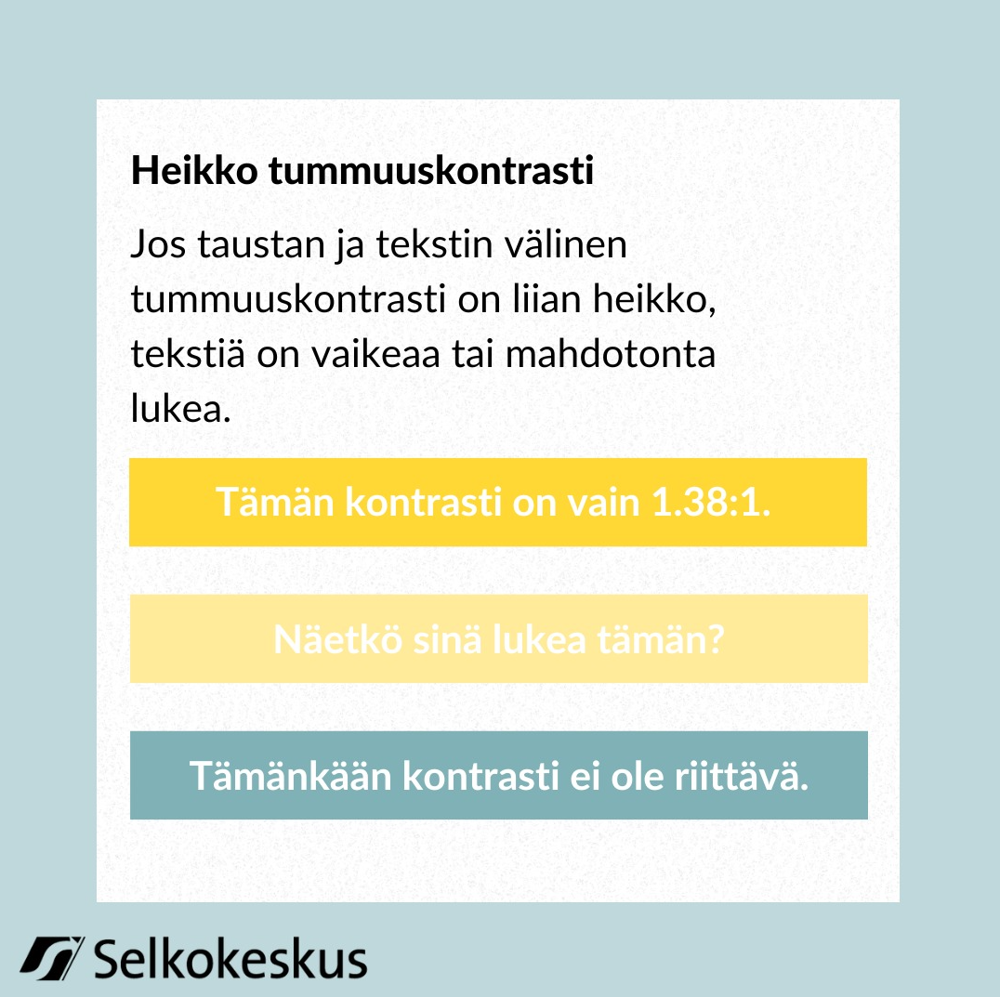 Heikko tummuuskontrasti
Jos taustan ja tekstin välinen
tummuuskontrasti on liian heikko,
tekstiä on vaikeaa tai mahdotonta
lukea.
Tämän kontrasti on vain 1.38:1.
Näetkö sinä lukea tämän?
Tämänkään kontrasti ei ole riittävä.
Selkokeskus